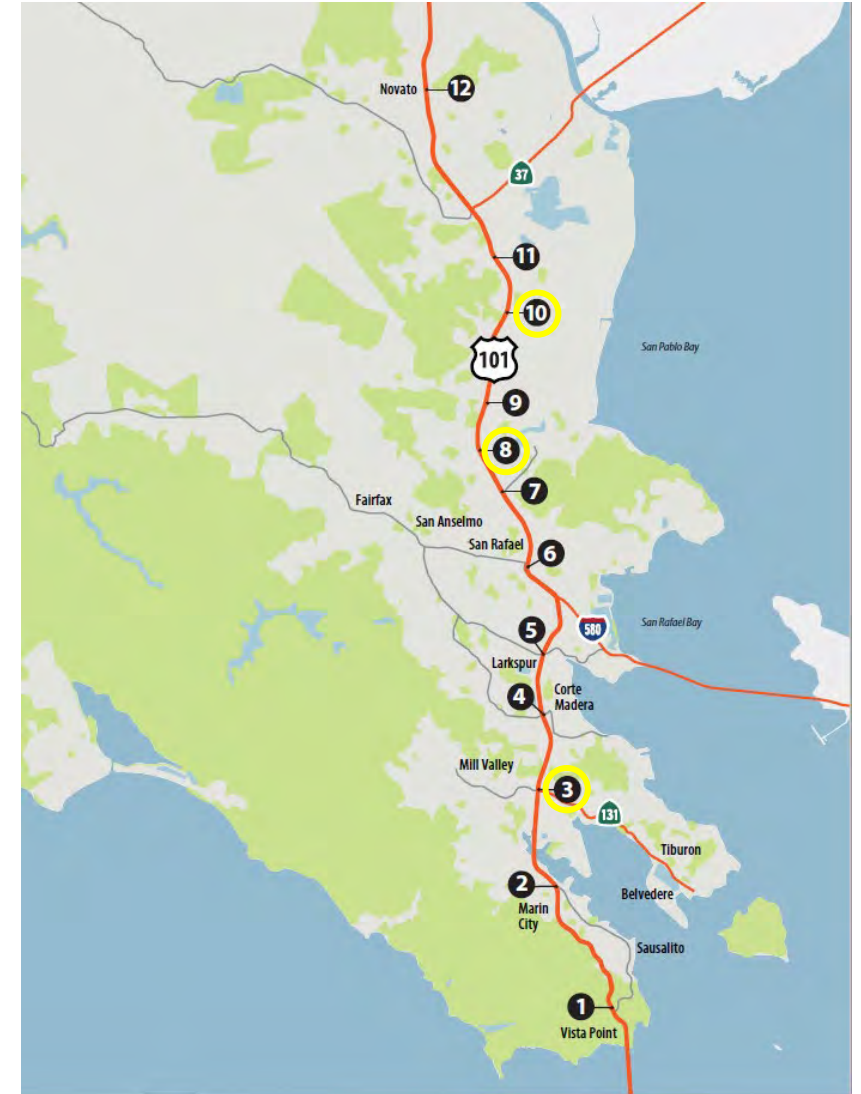 Novato
12
37
11
10
101
San Pablo Bay
9
8
7
Fairfax
San Anselmo
San Rafael
6
5
580
San Rafael Bay
Larkspur
4
Corte
Madera
Mill Valley
3
131
Tiburon
2
Belvedere
Marin
City
Sausalito
1
Vista Point